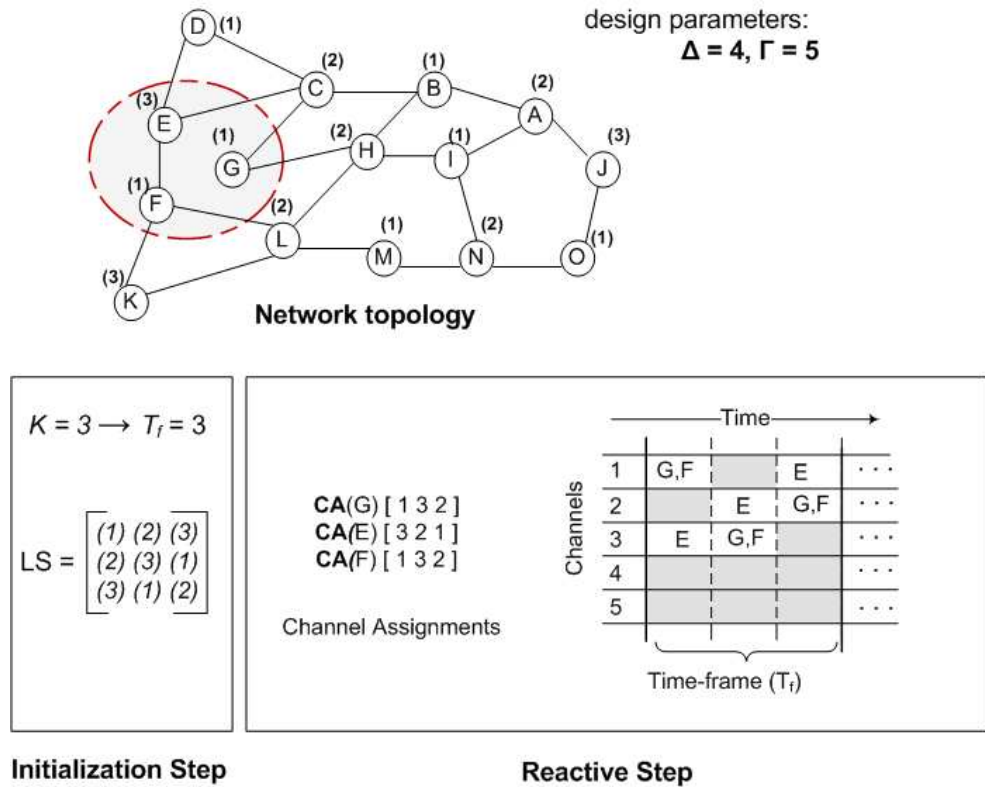 design parameters:
Δ = 4, Γ = 5
D (1)
(2)
C
(1)
B
(2)
A
(3)
E
(1)
G
(2)
H
(1)
I
(3)
J
(1)
F
(2)
L
(1)
M
(2)
N
(1)
O
(3)
K
Network topology
K = 3 → Tf = 3
LS =
(1) (2) (3)
(2) (3) (1)
(3) (1) (2)
CA(G) [ 1 3 2 ]
CA(E) [ 3 2 1 ]
CA(F) [ 1 3 2 ]
Channel Assignments
Time
Channels
1 G,F E . . .
2 E G,F . . .
3 E G,F . . .
4 . . .
5 . . .
Time-frame (Tf)
Initialization Step
Reactive Step